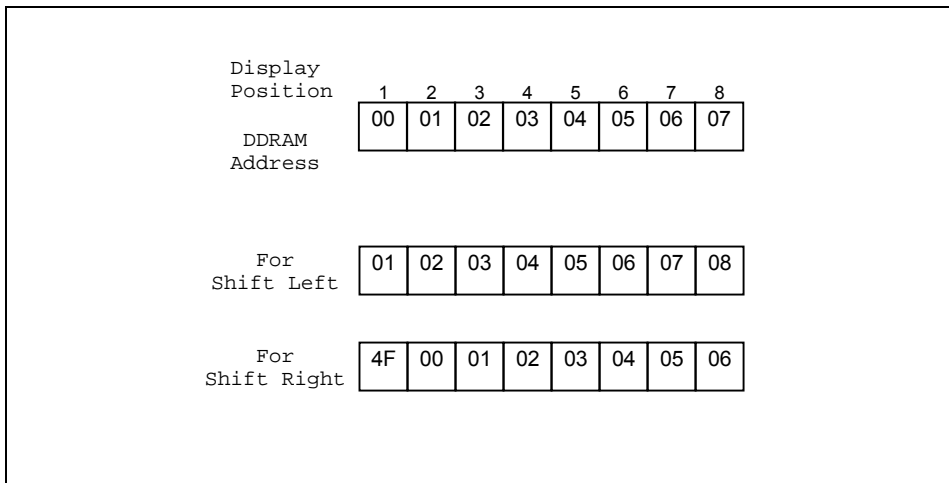 Display
Position
1 2 3 4 5 6 7 8
DDRAM
Address
00 01 02 03 04 05 06 07
For
Shift Left
01 02 03 04 05 06 07 08
For
Shift Right
4F 00 01 02 03 04 05 06